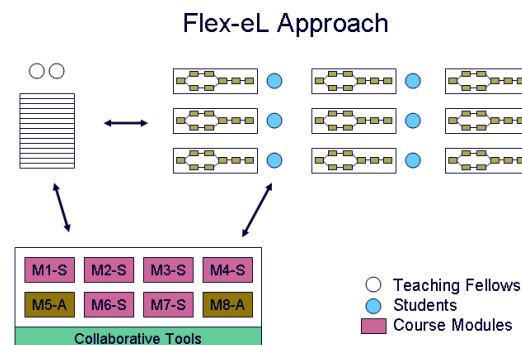 Flex-eL Approach
M1-S M2-S M3-S M4-S
M5-A M6-S M7-S M8-A
Collaborative Tools
Teaching Fellows
Students
Course Modules